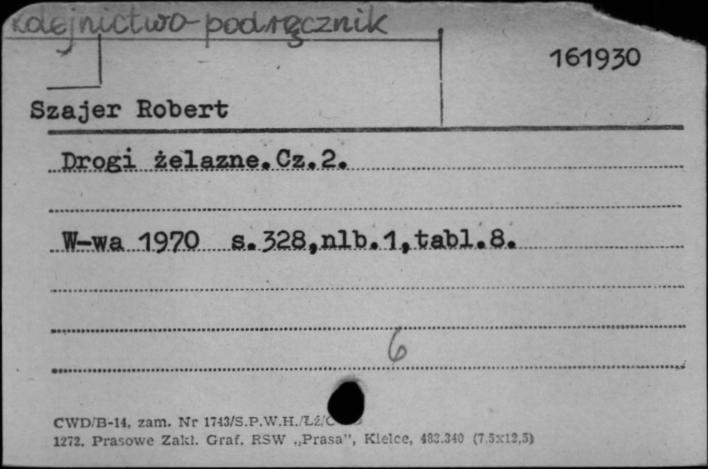 Kolejnictwo-podręcznik
161930
Szajer Robert
Drogi żelazne.Cz.2.
W-wa 1970 s.328,nlb.1,tabl.8.
6
CWD/B-14, zam. Nr 1743/S.P.W.H./Łź/
1272. Prasowe Zakł. Graf. RSW „Prasa”, Kielce, 483.340 (7,5x12,5)